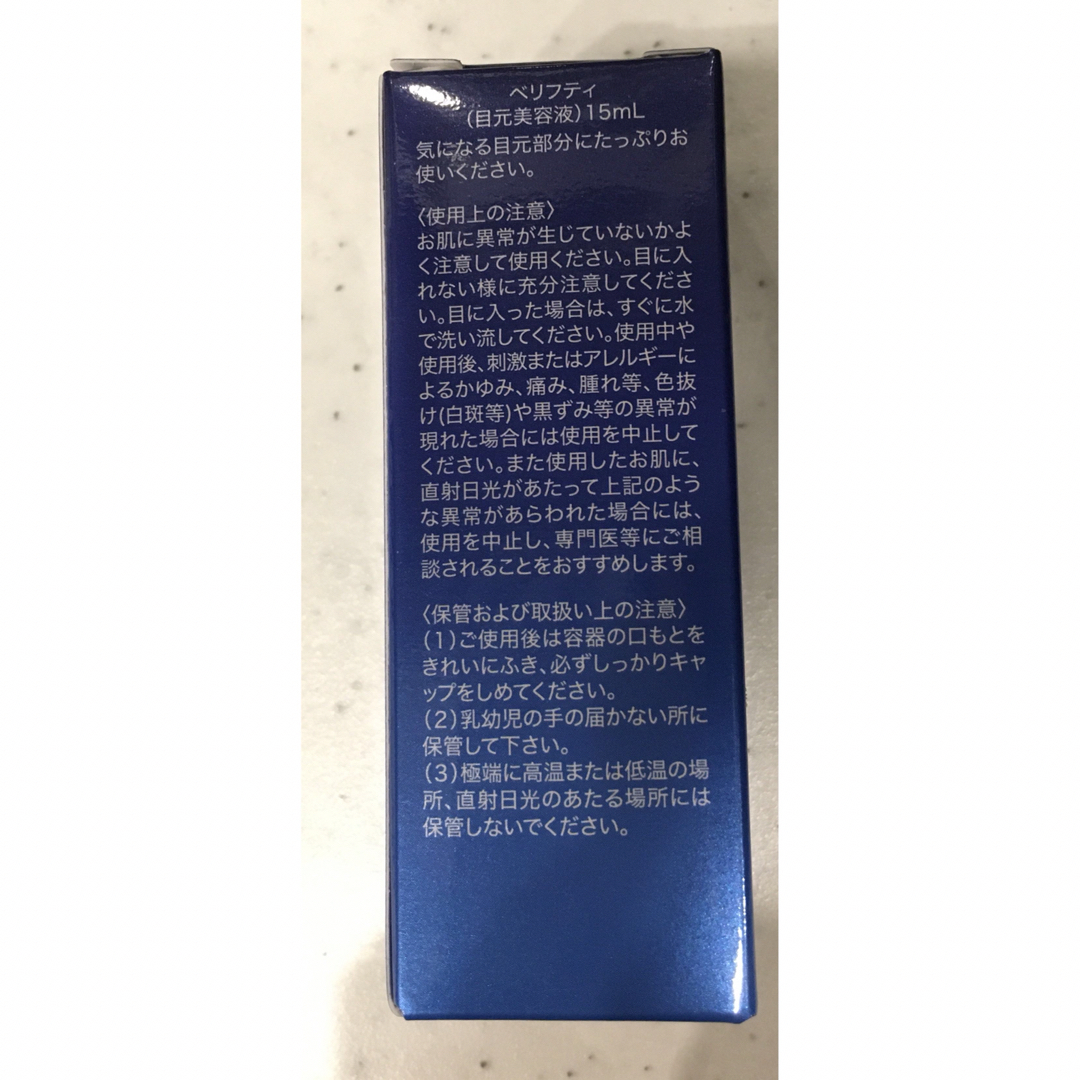 ベリフティ
(目元美容液)15mL
気になる目元部分にたっぷりお
使いください。
〈使用上の注意〉
お肌に異常が生じていないかよ
く注意して使用ください。目に入
れない様に充分注意してくださ
い。目に入った場合は、すぐに水
で洗い流してください。使用中や
使用後、刺激またはアレルギーに
よるかゆみ、痛み、腫れ等、色抜
け(白斑等)や黒ずみ等の異常が
現れた場合には使用を中止して
ください。また使用したお肌に、
直射日光があたって上記のよう
な異常があらわれた場合には、
使用を中止し、専門医等にご相
談されることをおすすめします。
〈保管および取扱い上の注意〉
(1)ご使用後は容器の口もとを
きれいにふき、必ずしっかりキャ
ップをしめてください。
(2)乳幼児の手の届かない所に
保管して下さい。
(3)極端に高温または低温の場
所、直射日光のあたる場所には
保管しないでください。